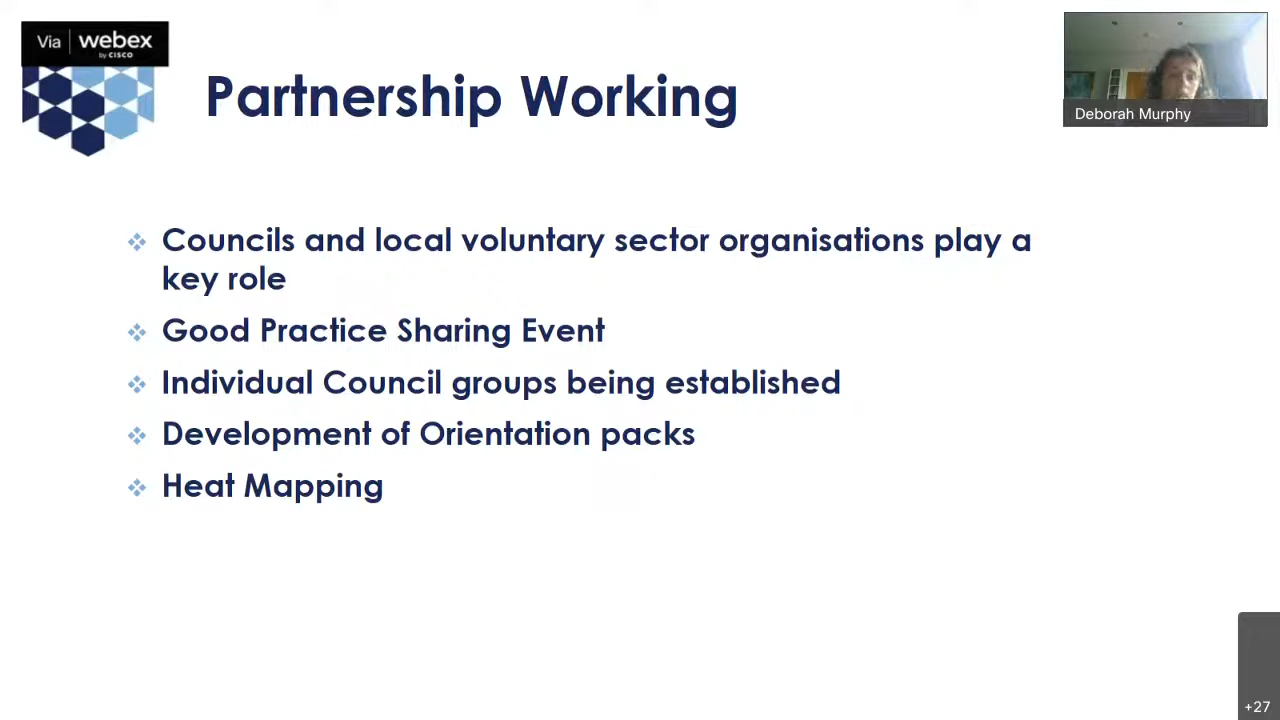 Via webex
by CISCO
Partnership Working
Deborah Murphy
Councils and local voluntary sector organisations play a
key role
Good Practice Sharing Event
Individual Council groups being established
Development of Orientation packs
Heat Mapping
+27